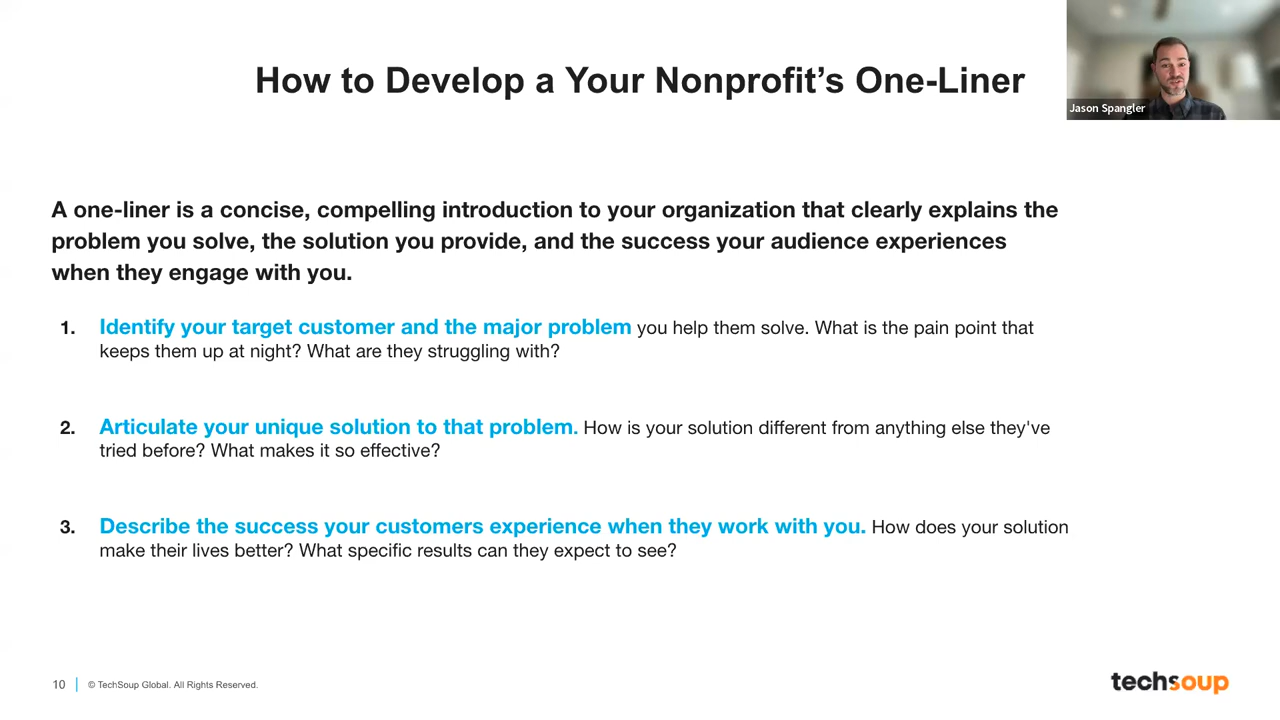 How to Develop a Your Nonprofit’s One-Liner
Jason Spangler
A one-liner is a concise, compelling introduction to your organization that clearly explains the
problem you solve, the solution you provide, and the success your audience experiences
when they engage with you.
1. Identify your target customer and the major problem you help them solve. What is the pain point that
keeps them up at night? What are they struggling with?
2. Articulate your unique solution to that problem. How is your solution different from anything else they've
tried before? What makes it so effective?
3. Describe the success your customers experience when they work with you. How does your solution
make their lives better? What specific results can they expect to see?
10 | © TechSoup Global. All Rights Reserved.
techsoup